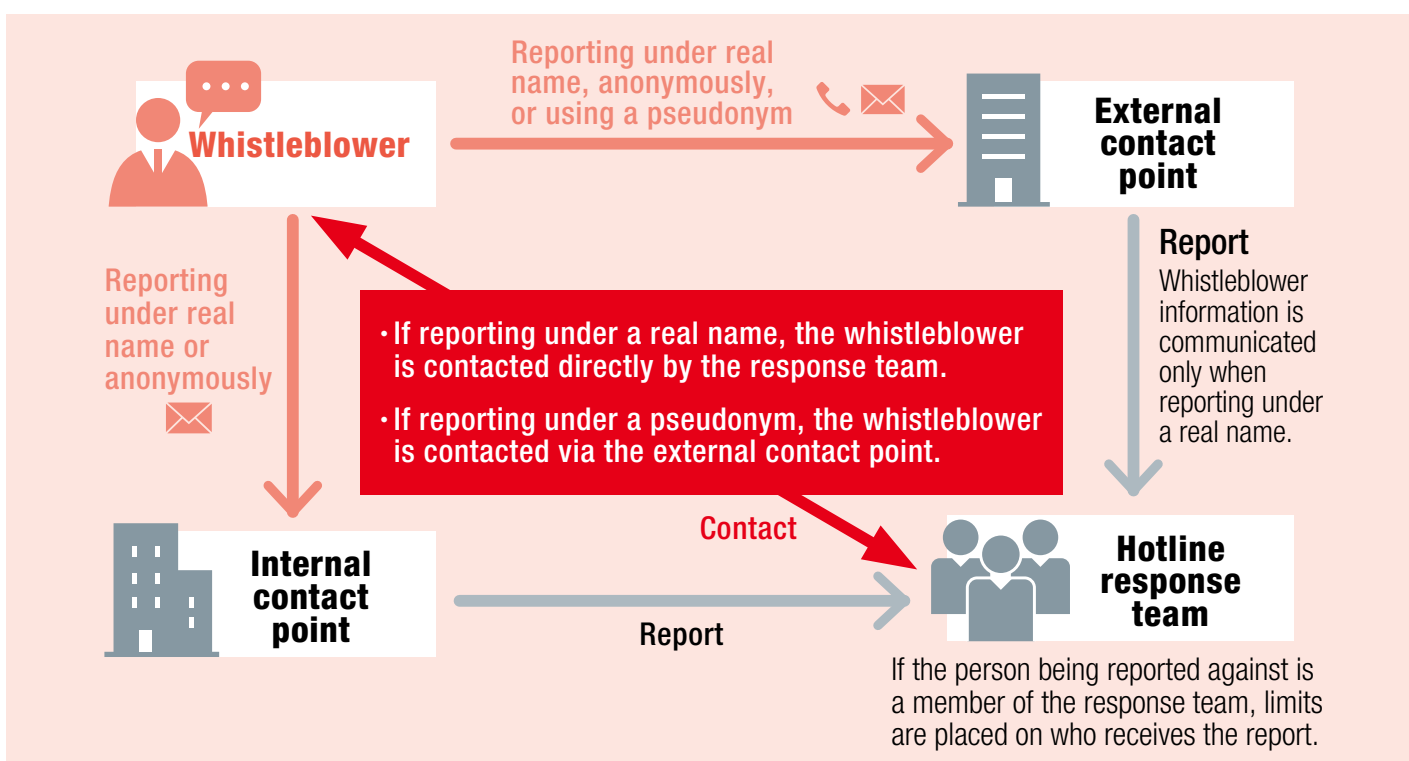 Reporting under real
name, anonymously,
or using a pseudonym
Whistleblower
External
contact
point
Report
Whistleblower
information is
communicated
only when
reporting under
a real name.
Reporting
under real
name or
anonymously
・If reporting under a real name, the whistleblower
is contacted directly by the response team.
・If reporting under a pseudonym, the whistleblower
is contacted via the external contact point.
Contact
Internal
contact
point
Report
Hotline
response
team
If the person being reported against is
a member of the response team, limits
are placed on who receives the report.